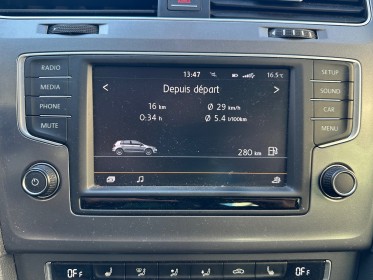 RADIO
MEDIA
PHONE
MUTE
13:47 16.5°
Depuis départ
16 km Ø 29 km/h
0:34 h Ø 5.4 l/100km
280 km
SETUP
SOUND
CAR
MENU
OFF
OFF